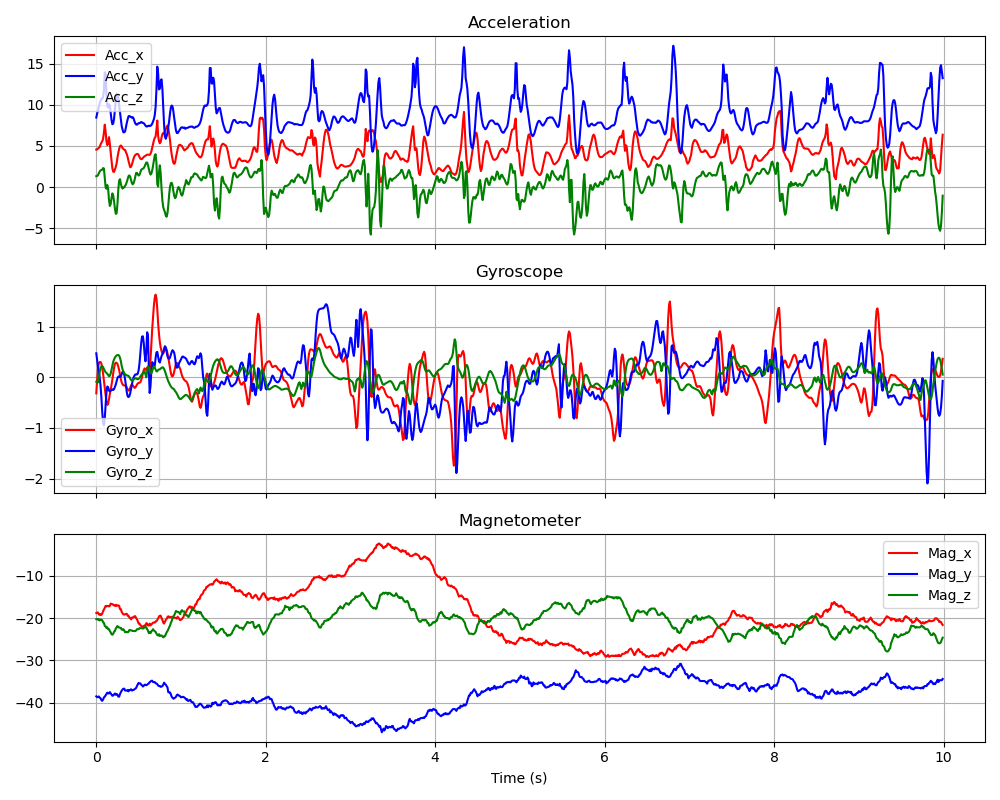 Acceleration
Acc_x
Acc_y
Acc_z
15
10
5
0
−5
Gyroscope
1
0
−1
−2
Gyro_x
Gyro_y
Gyro_z
Magnetometer
Mag_x
Mag_y
Mag_z
−10
−20
−30
−40
0 2 4 6 8 10
Time (s)